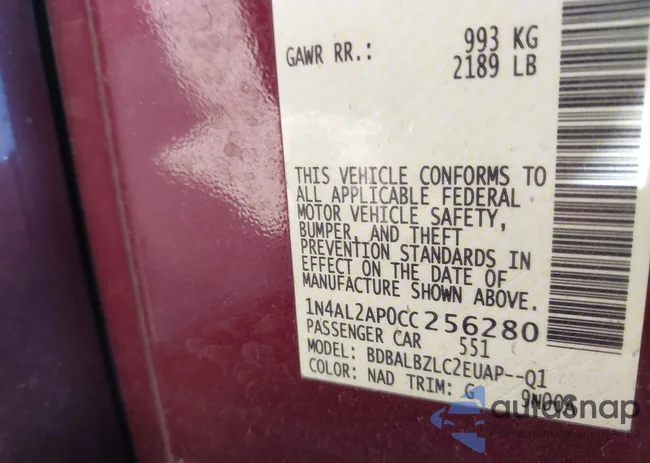 GAWR RR.: 993 KG
2189 LB
THIS VEHICLE CONFORMS TO
ALL APPLICABLE FEDERAL
MOTOR VEHICLE SAFETY,
BUMPER, AND THEFT
PREVENTION STANDARDS IN
EFFECT ON THE DATE OF
MANUFACTURE SHOWN ABOVE.
1N4AL2AP0CC256280
PASSENGER CAR 551
MODEL: BDBALBZLC2EUAP--Q1
COLOR: NAD TRIM: G
autosnap